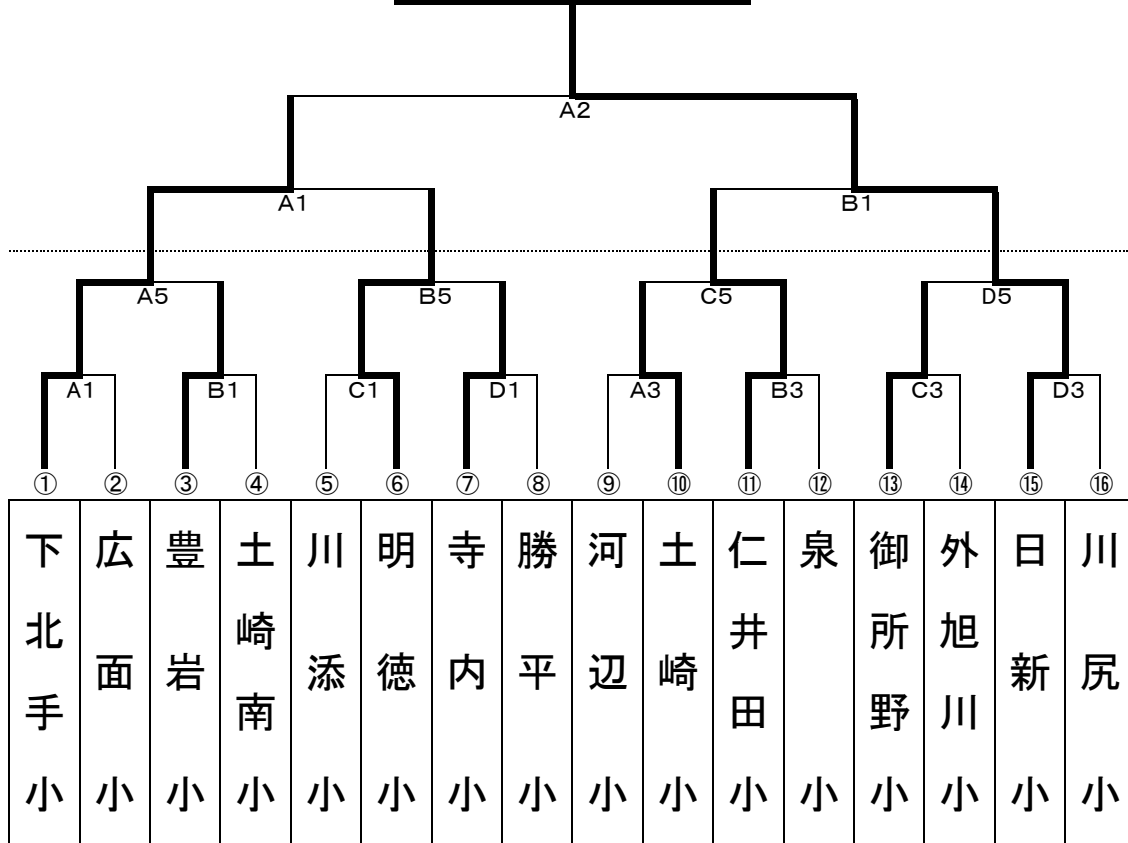 A2
A1
B1
A5
B5
C5
D5
A1
B1
C1
D1
A3
B3
C3
D3
① ② ③ ④ ⑤ ⑥ ⑦ ⑧ ⑨ ⑩ ⑪ ⑫ ⑬ ⑭ ⑮ ⑯
下北手小
広面小
豊岩小
土崎南小
川添小
明徳小
寺内小
勝平小
河辺小
土崎小
仁井田小
泉小
御所野小
外旭川小
日新小
川尻小